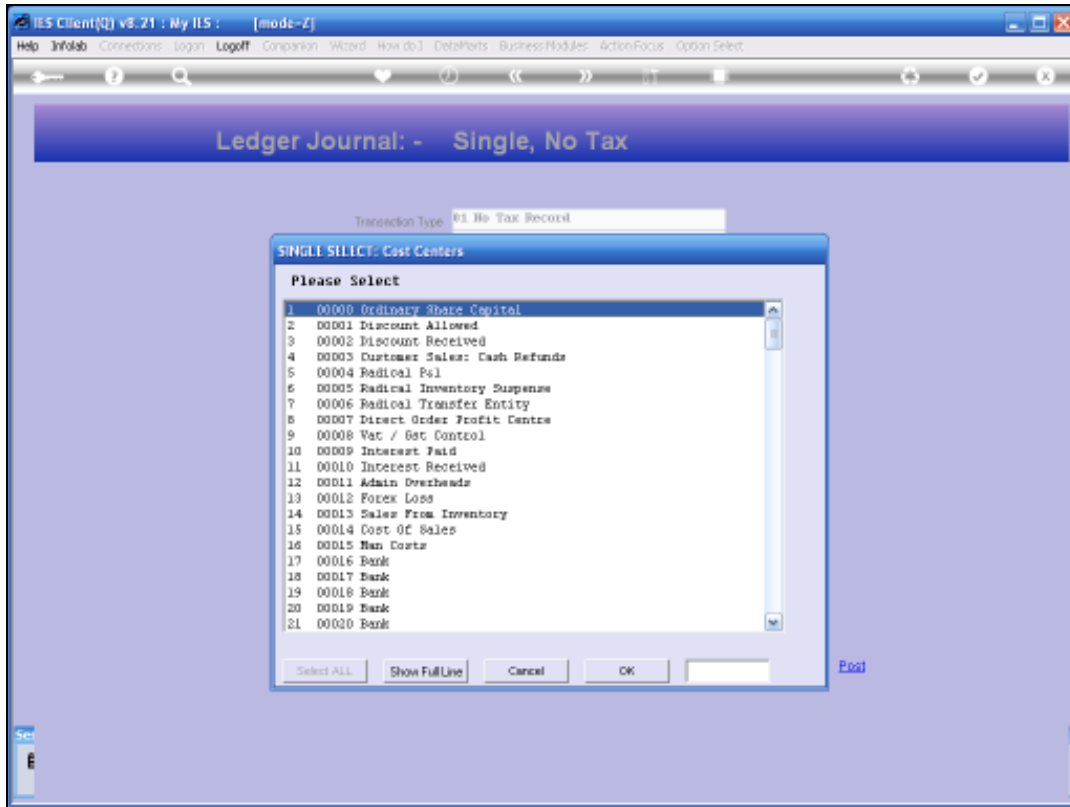 IES Client(Q) v8.21 : My IES : [mode-Z]
Help Infolab Connections Logon Logoff Companion Wizard How do I DataAlerts Business Modules Action Focus Option Select
Ledger Journal: - Single, No Tax
Transaction Type 01 No Tax Record
SINGLE SELECT: Cost Centers
Please Select
1 00000 Ordinary Share Capital
2 00001 Discount Allowed
3 00002 Discount Received
4 00003 Customer Sales: Cash Refunds
5 00004 Radical P&l
6 00005 Radical Inventory Suspense
7 00006 Radical Transfer Entity
8 00007 Direct Order Profit Centre
9 00008 Vat / Gst Control
10 00009 Interest Paid
11 00010 Interest Received
12 00011 Admin Overheads
13 00012 Forex Loss
14 00013 Sales From Inventory
15 00014 Cost Of Sales
16 00015 Man Costs
17 00016 Bank
18 00017 Bank
19 00018 Bank
20 00019 Bank
21 00020 Bank
Select ALL Show Full Line Cancel OK
Post